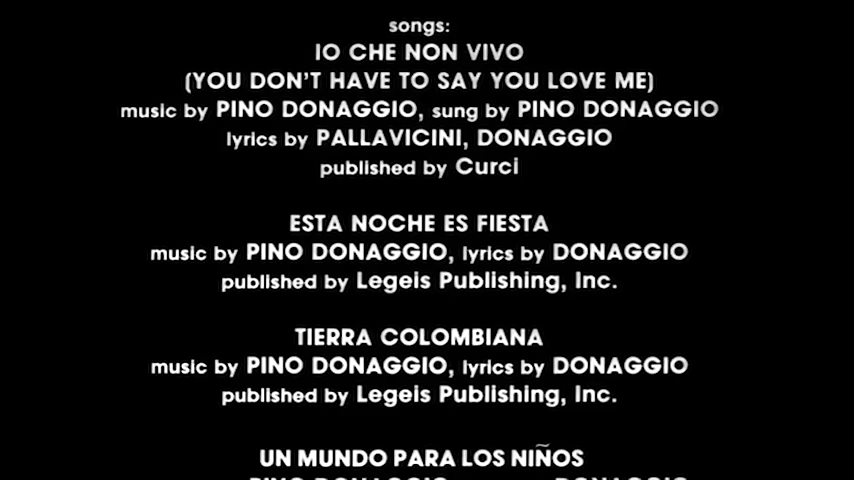 songs:
IO CHE NON VIVO
(YOU DON'T HAVE TO SAY YOU LOVE ME)
music by PINO DONAGGIO, sung by PINO DONAGGIO
lyrics by PALLAVICINI, DONAGGIO
published by Curci
ESTA NOCHE ES FIESTA
music by PINO DONAGGIO, lyrics by DONAGGIO
published by Legeis Publishing, Inc.
TIERRA COLOMBIANA
music by PINO DONAGGIO, lyrics by DONAGGIO
published by Legeis Publishing, Inc.
UN MUNDO PARA LOS NIÑOS
PINO DONAGGIO DONAGGIO